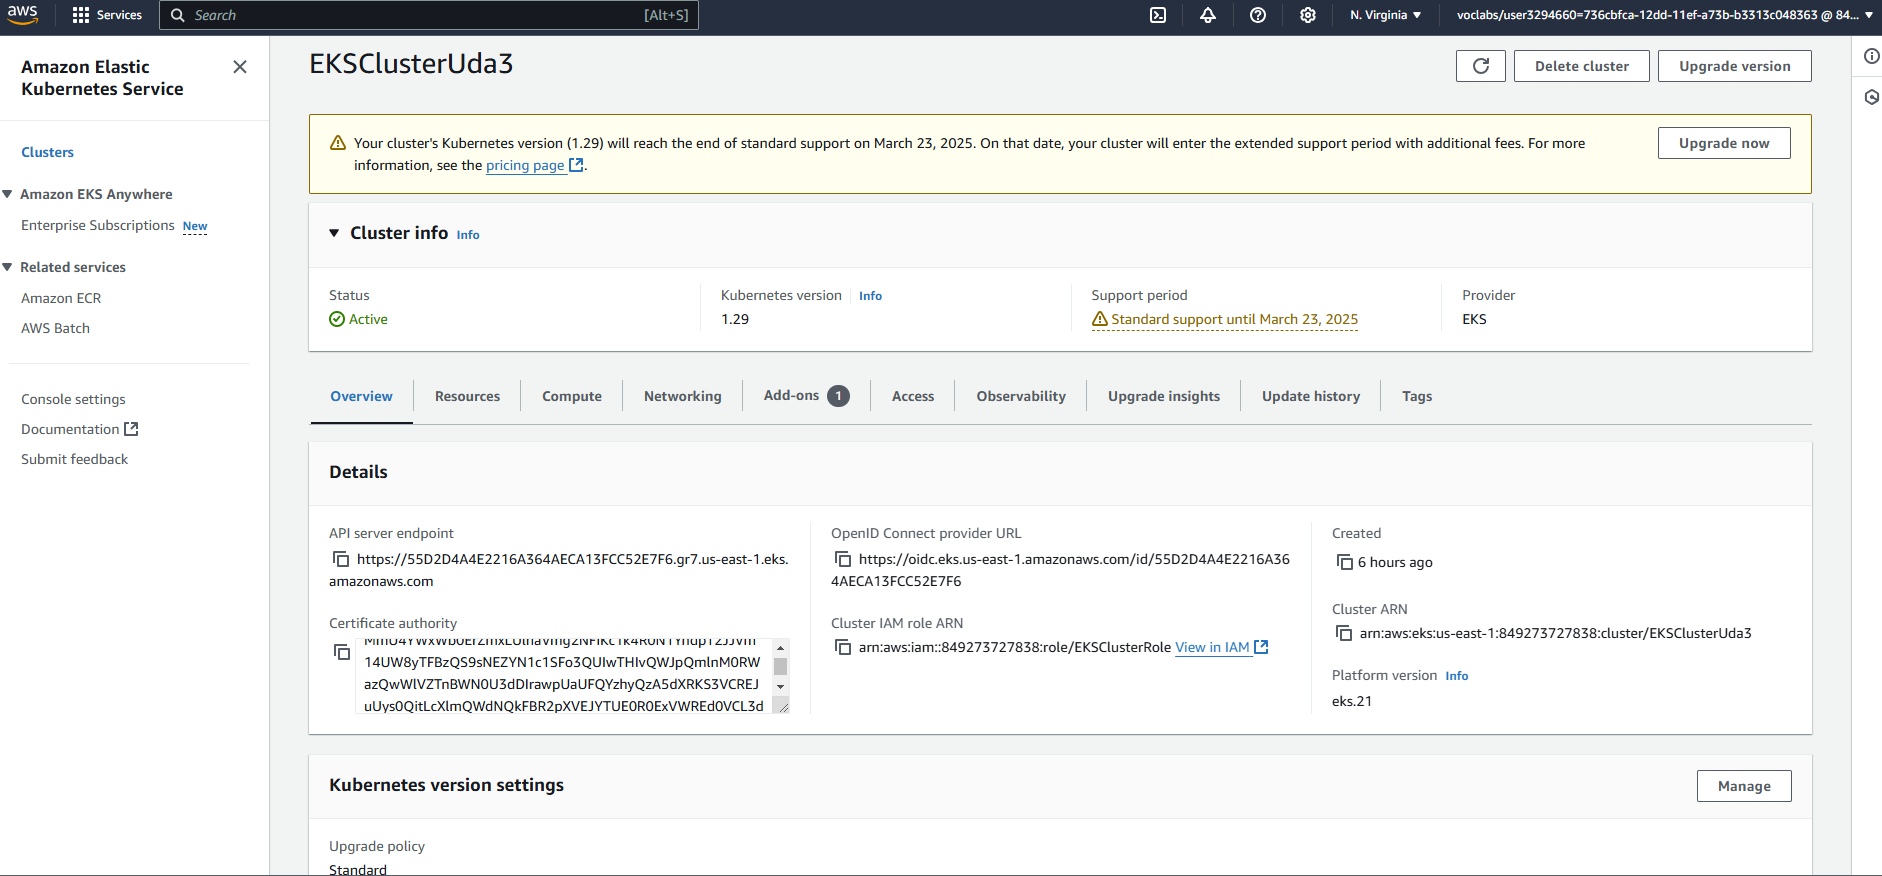 aws
Services
Search
[Alt+S]
N. Virginia
voclabs/user3294660=736cbfca-12dd-11ef-a73b-b3313c048363 @ 84...
Amazon Elastic
Kubernetes Service
Clusters
Amazon EKS Anywhere
Enterprise Subscriptions New
Related services
Amazon ECR
AWS Batch
Console settings
Documentation
Submit feedback
EKSClusterUda3
Delete cluster
Upgrade version
Your cluster's Kubernetes version (1.29) will reach the end of standard support on March 23, 2025. On that date, your cluster will enter the extended support period with additional fees. For more
information, see the pricing page.
Upgrade now
Cluster info Info
Status
Active
Kubernetes version Info
1.29
Support period
Standard support until March 23, 2025
Provider
EKS
Overview
Resources
Compute
Networking
Add-ons 1
Access
Observability
Upgrade insights
Update history
Tags
Details
API server endpoint
https://55D2D4A4E2216A364AECA13FCC52E7F6.gr7.us-east-1.eks.
amazonaws.com
Certificate authority
14UW8yTFBzQS9sNEZYN1c1SFo3QUIwTHIvQWJpQmlnM0RW
azQwWlVZTnBWN0U3dDIrawpUaUFQYzhyQzA5dXRKS3VCREJ
uUys0QitLcXlmQWdNQkFBR2pXVEJYTUE0R0ExVWREd0VCL3d
OpenID Connect provider URL
https://oidc.eks.us-east-1.amazonaws.com/id/55D2D4A4E2216A36
4AECA13FCC52E7F6
Cluster IAM role ARN
arn:aws:iam::849273727838:role/EKSClusterRole View in IAM
Created
6 hours ago
Cluster ARN
arn:aws:eks:us-east-1:849273727838:cluster/EKSClusterUda3
Platform version Info
eks.21
Kubernetes version settings
Manage
Upgrade policy
Standard